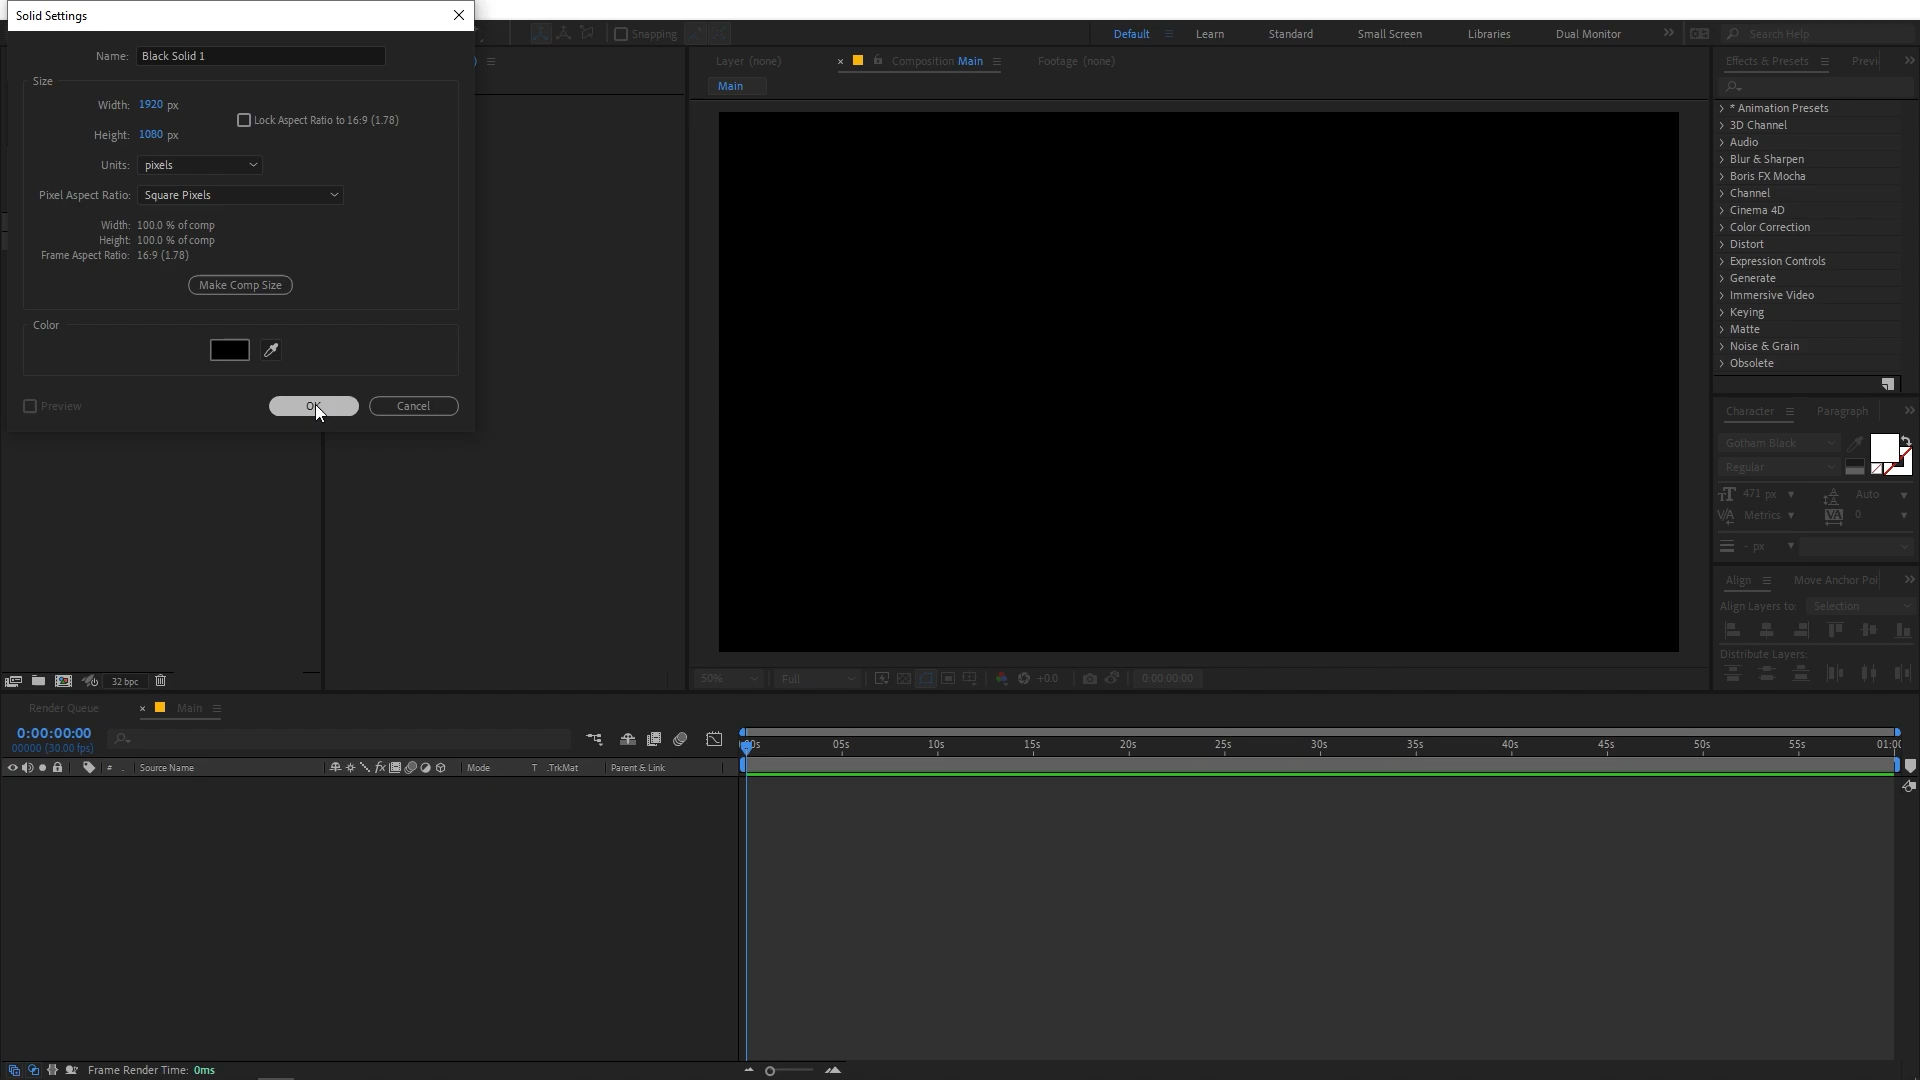 Solid Settings
Name: Black Solid 1
Size
Width: 1920 px
Lock Aspect Ratio to 16:9 (1.78)
Height: 1080 px
Units: pixels
Pixel Aspect Ratio: Square Pixels
Width: 100.0 % of comp
Height: 100.0 % of comp
Frame Aspect Ratio: 16:9 (1.78)
Make Comp Size
Color
Preview
OK
Cancel
Snapping
Default
Learn
Standard
Small Screen
Libraries
Dual Monitor
Search Help
Layer (none)
Composition Main
Footage (none)
Main
Effects & Presets
* Animation Presets
3D Channel
Audio
Blur & Sharpen
Boris FX Mocha
Channel
Cinema 4D
Color Correction
Distort
Expression Controls
Generate
Immersive Video
Keying
Matte
Noise & Grain
Obsolete
Character
Paragraph
Gotham Black
Regular
471 px
Auto
Metrics
0
- px
Align
Move Anchor Poi
Align Layers to: Selection
Distribute Layers:
32 bpc
50%
Full
+0.0
0:00:00:00
Render Queue
Main
0:00:00:00
00000 (30.00 fps)
# . Source Name
fx
Mode
T .TrkMat
Parent & Link
05s 10s 15s 20s 25s 30s 35s 40s 45s 50s 55s 01:00
Frame Render Time: 0ms